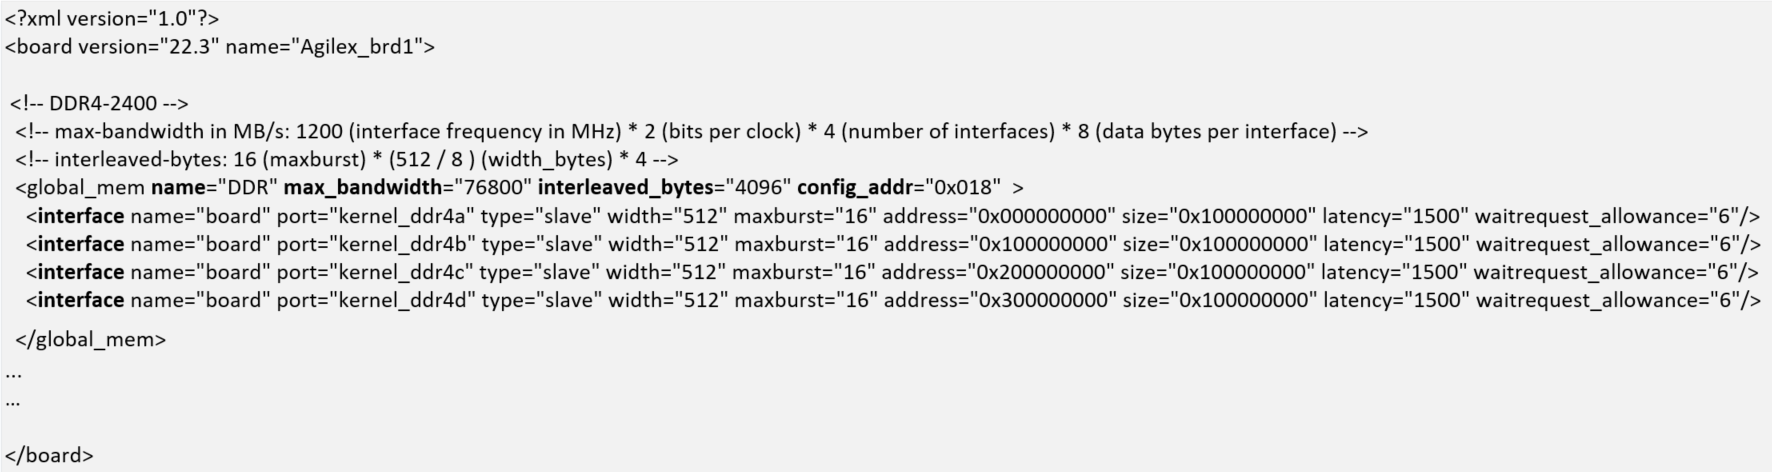 <?xml version="1.0"?>
<board version="22.3" name="Agilex_brd1">
<!-- DDR4-2400 -->
<!-- max-bandwidth in MB/s: 1200 (interface frequency in MHz) * 2 (bits per clock) * 4 (number of interfaces) * 8 (data bytes per interface) -->
<!-- interleaved-bytes: 16 (maxburst) * (512 / 8 ) (width_bytes) * 4 -->
<global_mem name="DDR" max_bandwidth="76800" interleaved_bytes="4096" config_addr="0x018"  >
<interface name="board" port="kernel_ddr4a" type="slave" width="512" maxburst="16" address="0x000000000" size="0x100000000" latency="1500" waitrequest_allowance="6"/>
<interface name="board" port="kernel_ddr4b" type="slave" width="512" maxburst="16" address="0x100000000" size="0x100000000" latency="1500" waitrequest_allowance="6"/>
<interface name="board" port="kernel_ddr4c" type="slave" width="512" maxburst="16" address="0x200000000" size="0x100000000" latency="1500" waitrequest_allowance="6"/>
<interface name="board" port="kernel_ddr4d" type="slave" width="512" maxburst="16" address="0x300000000" size="0x100000000" latency="1500" waitrequest_allowance="6"/>
</global_mem>
...
...
</board>